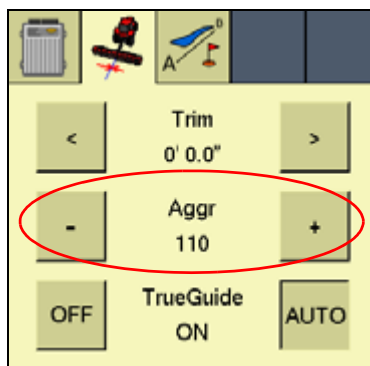 A D
< Trim >
0' 0.0"
- Aggr +
110
OFF TrueGuide AUTO
ON